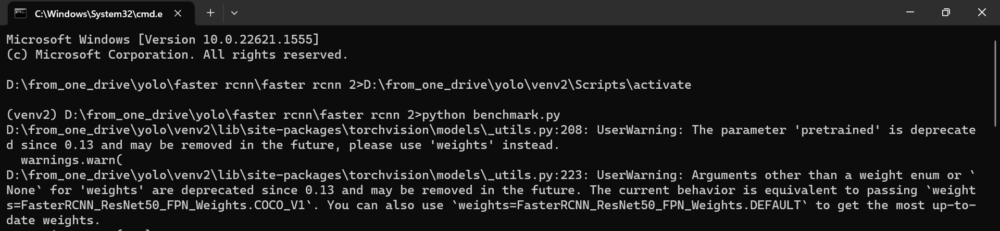 C:\Windows\System32\cmd.e
Microsoft Windows [Version 10.0.22621.1555]
(c) Microsoft Corporation. All rights reserved.
D:\from_one_drive\yolo\faster rcnn\faster rcnn 2>D:\from_one_drive\yolo\venv2\Scripts\activate
(venv2) D:\from_one_drive\yolo\faster rcnn\faster rcnn 2>python benchmark.py
D:\from_one_drive\yolo\venv2\lib\site-packages\torchvision\models\_utils.py:208: UserWarning: The parameter 'pretrained' is deprecate
d since 0.13 and may be removed in the future, please use 'weights' instead.
  warnings.warn(
D:\from_one_drive\yolo\venv2\lib\site-packages\torchvision\models\_utils.py:223: UserWarning: Arguments other than a weight enum or `
None` for 'weights' are deprecated since 0.13 and may be removed in the future. The current behavior is equivalent to passing `weight
s=FasterRCNN_ResNet50_FPN_Weights.COCO_V1`. You can also use `weights=FasterRCNN_ResNet50_FPN_Weights.DEFAULT` to get the most up-to-
date weights.